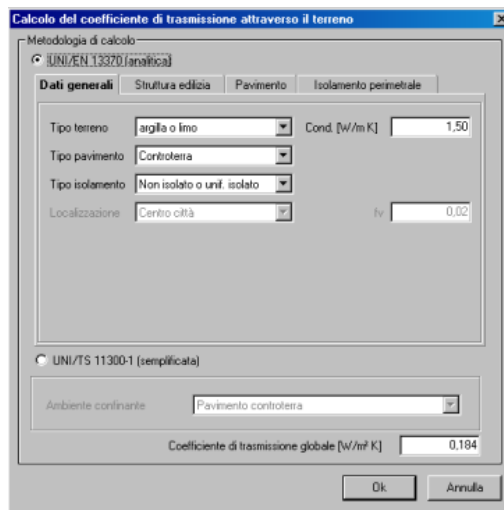 Calcolo del coefficiente di trasmissione attraverso il terreno
Metodologia di calcolo
UNI/EN 13370 (analitica)
Dati generali Struttura edilizia Pavimento Isolamento perimetrale
Tipo terreno argilla o limo Cond. [W/m K] 1,50
Tipo pavimento Controterra
Tipo isolamento Non isolato o unif. isolato
Localizzazione Centro città fv 0,02
UNI/TS 11300-1 (semplificata)
Ambiente confinante Pavimento controterra
Coefficiente di trasmissione globale [W/m² K] 0,184
Ok Annulla